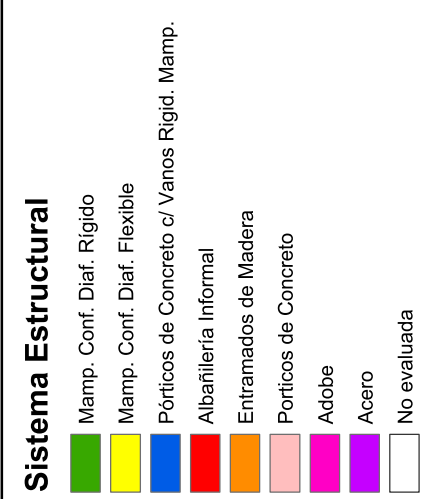 Sistema Estructural
Mamp. Conf. Diaf. Rígido
Mamp. Conf. Diaf. Flexible
Pórticos de Concreto c/ Vanos Rigid. Mamp.
Albañilería Informal
Entramados de Madera
Porticos de Concreto
Adobe
Acero
No evaluada